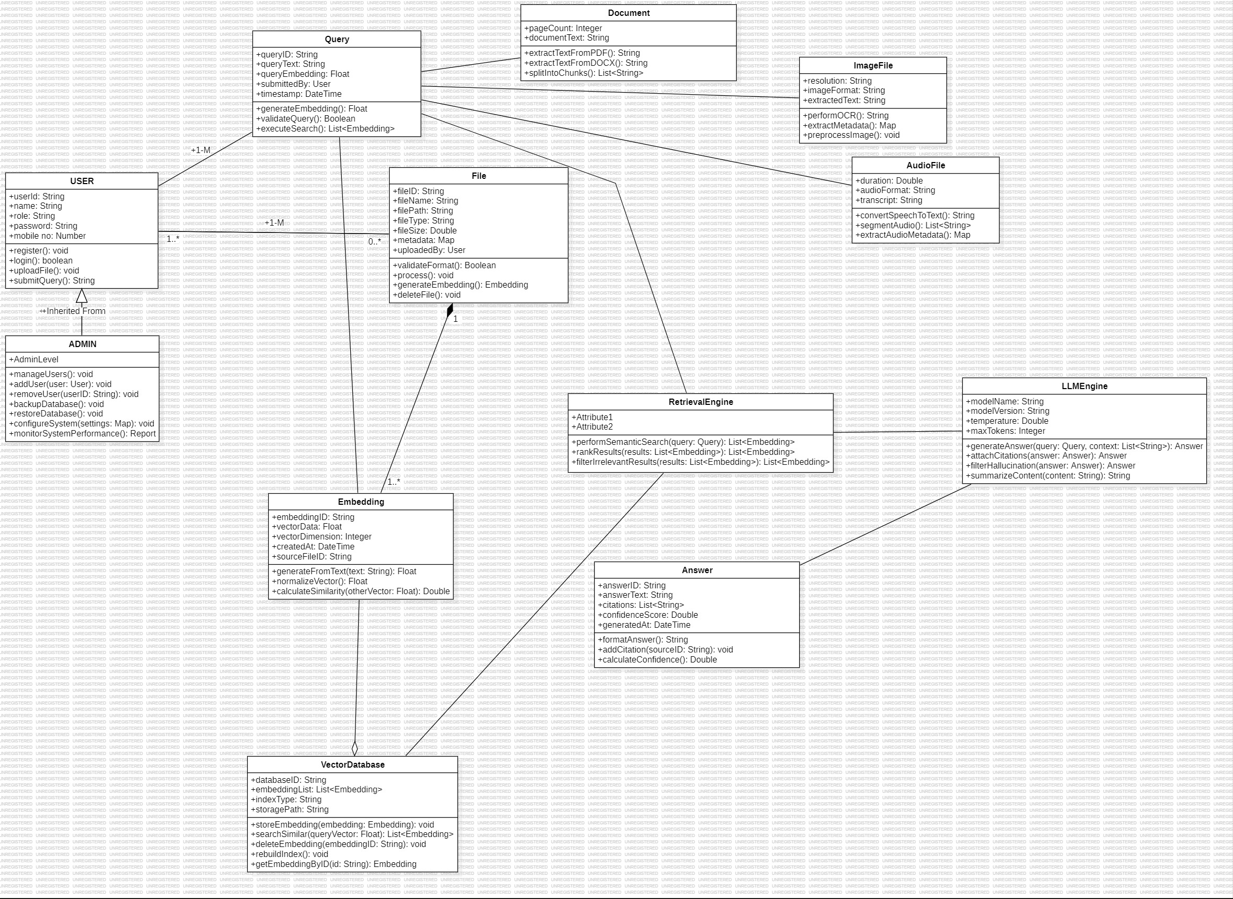 Document
+pageCount: Integer
+documentText: String
+extractTextFromPDF(): String
+extractTextFromDOCX(): String
+splitIntoChunks(): List<String>
Query
+queryID: String
+queryText: String
+queryEmbedding: Float
+submittedBy: User
+timestamp: DateTime
+generateEmbedding(): Float
+validateQuery(): Boolean
+executeSearch(): List<Embedding>
ImageFile
+resolution: String
+imageFormat: String
+extractedText: String
+performOCR(): String
+extractMetadata(): Map
+preprocessImage(): void
AudioFile
+duration: Double
+audioFormat: String
+transcript: String
+convertSpeechToText(): String
+segmentAudio(): List<String>
+extractAudioMetadata(): Map
+1-M
USER
+userId: String
+name: String
+role: String
+password: String
+mobile no: Number
+register(): void
+login(): boolean
+uploadFile(): void
+submitQuery(): String
+1-M
1..*
0..*
File
+fileID: String
+fileName: String
+filePath: String
+fileType: String
+fileSize: Double
+metadata: Map
+uploadedBy: User
+validateFormat(): Boolean
+process(): void
+generateEmbedding(): Embedding
+deleteFile(): void
1
+Inherited From
ADMIN
+AdminLevel
+manageUsers(): void
+addUser(user: User): void
+removeUser(userID: String): void
+backupDatabase(): void
+restoreDatabase(): void
+configureSystem(settings: Map): void
+monitorSystemPerformance(): Report
RetrievalEngine
+Attribute1
+Attribute2
+performSemanticSearch(query: Query): List<Embedding>
+rankResults(results: List<Embedding>): List<Embedding>
+filterIrrelevantResults(results: List<Embedding>): List<Embedding>
LLMEngine
+modelName: String
+modelVersion: String
+temperature: Double
+maxTokens: Integer
+generateAnswer(query: Query, context: List<String>): Answer
+attachCitations(answer: Answer): Answer
+filterHallucination(answer: Answer): Answer
+summarizeContent(content: String): String
1..*
Embedding
+embeddingID: String
+vectorData: Float
+vectorDimension: Integer
+createdAt: DateTime
+sourceFileID: String
+generateFromText(text: String): Float
+normalizeVector(): Float
+calculateSimilarity(otherVector: Float): Double
Answer
+answerID: String
+answerText: String
+citations: List<String>
+confidenceScore: Double
+generatedAt: DateTime
+formatAnswer(): String
+addCitation(sourceID: String): void
+calculateConfidence(): Double
VectorDatabase
+databaseID: String
+embeddingList: List<Embedding>
+indexType: String
+storagePath: String
+storeEmbedding(embedding: Embedding): void
+searchSimilar(queryVector: Float): List<Embedding>
+deleteEmbedding(embeddingID: String): void
+rebuildIndex(): void
+getEmbeddingByID(id: String): Embedding
UNREGISTERED